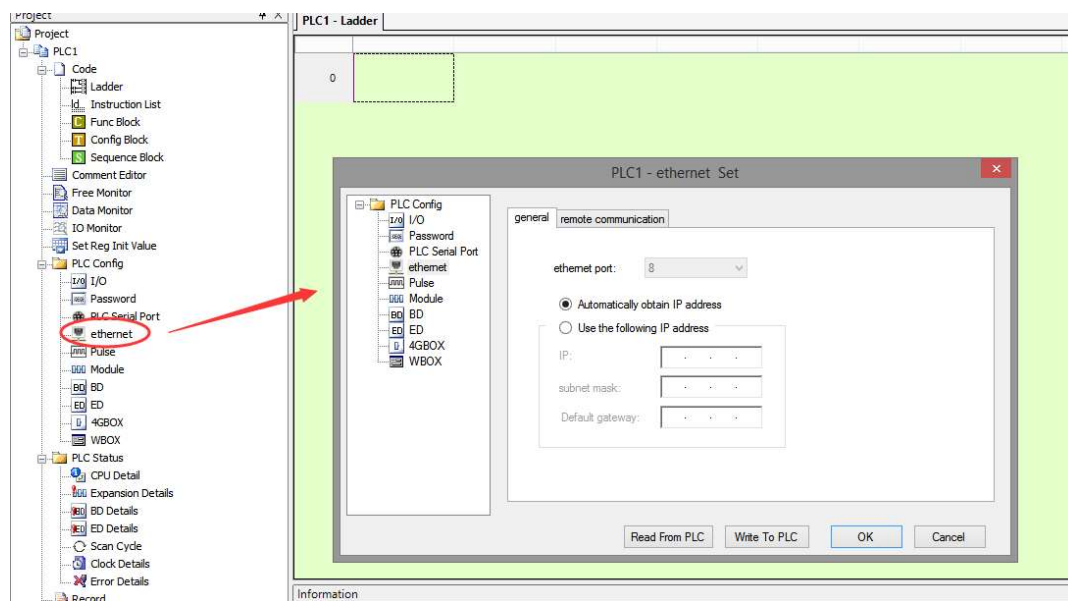 Project
Project
PLC1
Code
Ladder
Instruction List
Func Block
Config Block
Sequence Block
Comment Editor
Free Monitor
Data Monitor
IO Monitor
Set Reg Init Value
PLC Config
I/O
Password
PLC Serial Port
ethernet
Pulse
Module
BD
ED
4GBOX
WBOX
PLC Status
CPU Detail
Expansion Details
BD Details
ED Details
Scan Cycle
Clock Details
Error Details
Record
PLC1 - Ladder
0
PLC1 - ethernet Set
PLC Config
I/O
Password
PLC Serial Port
ethernet
Pulse
Module
BD
ED
4GBOX
WBOX
general remote communication
ethernet port: 8
Automatically obtain IP address
Use the following IP address
IP:
subnet mask:
Default gateway:
Read From PLC Write To PLC OK Cancel
Information